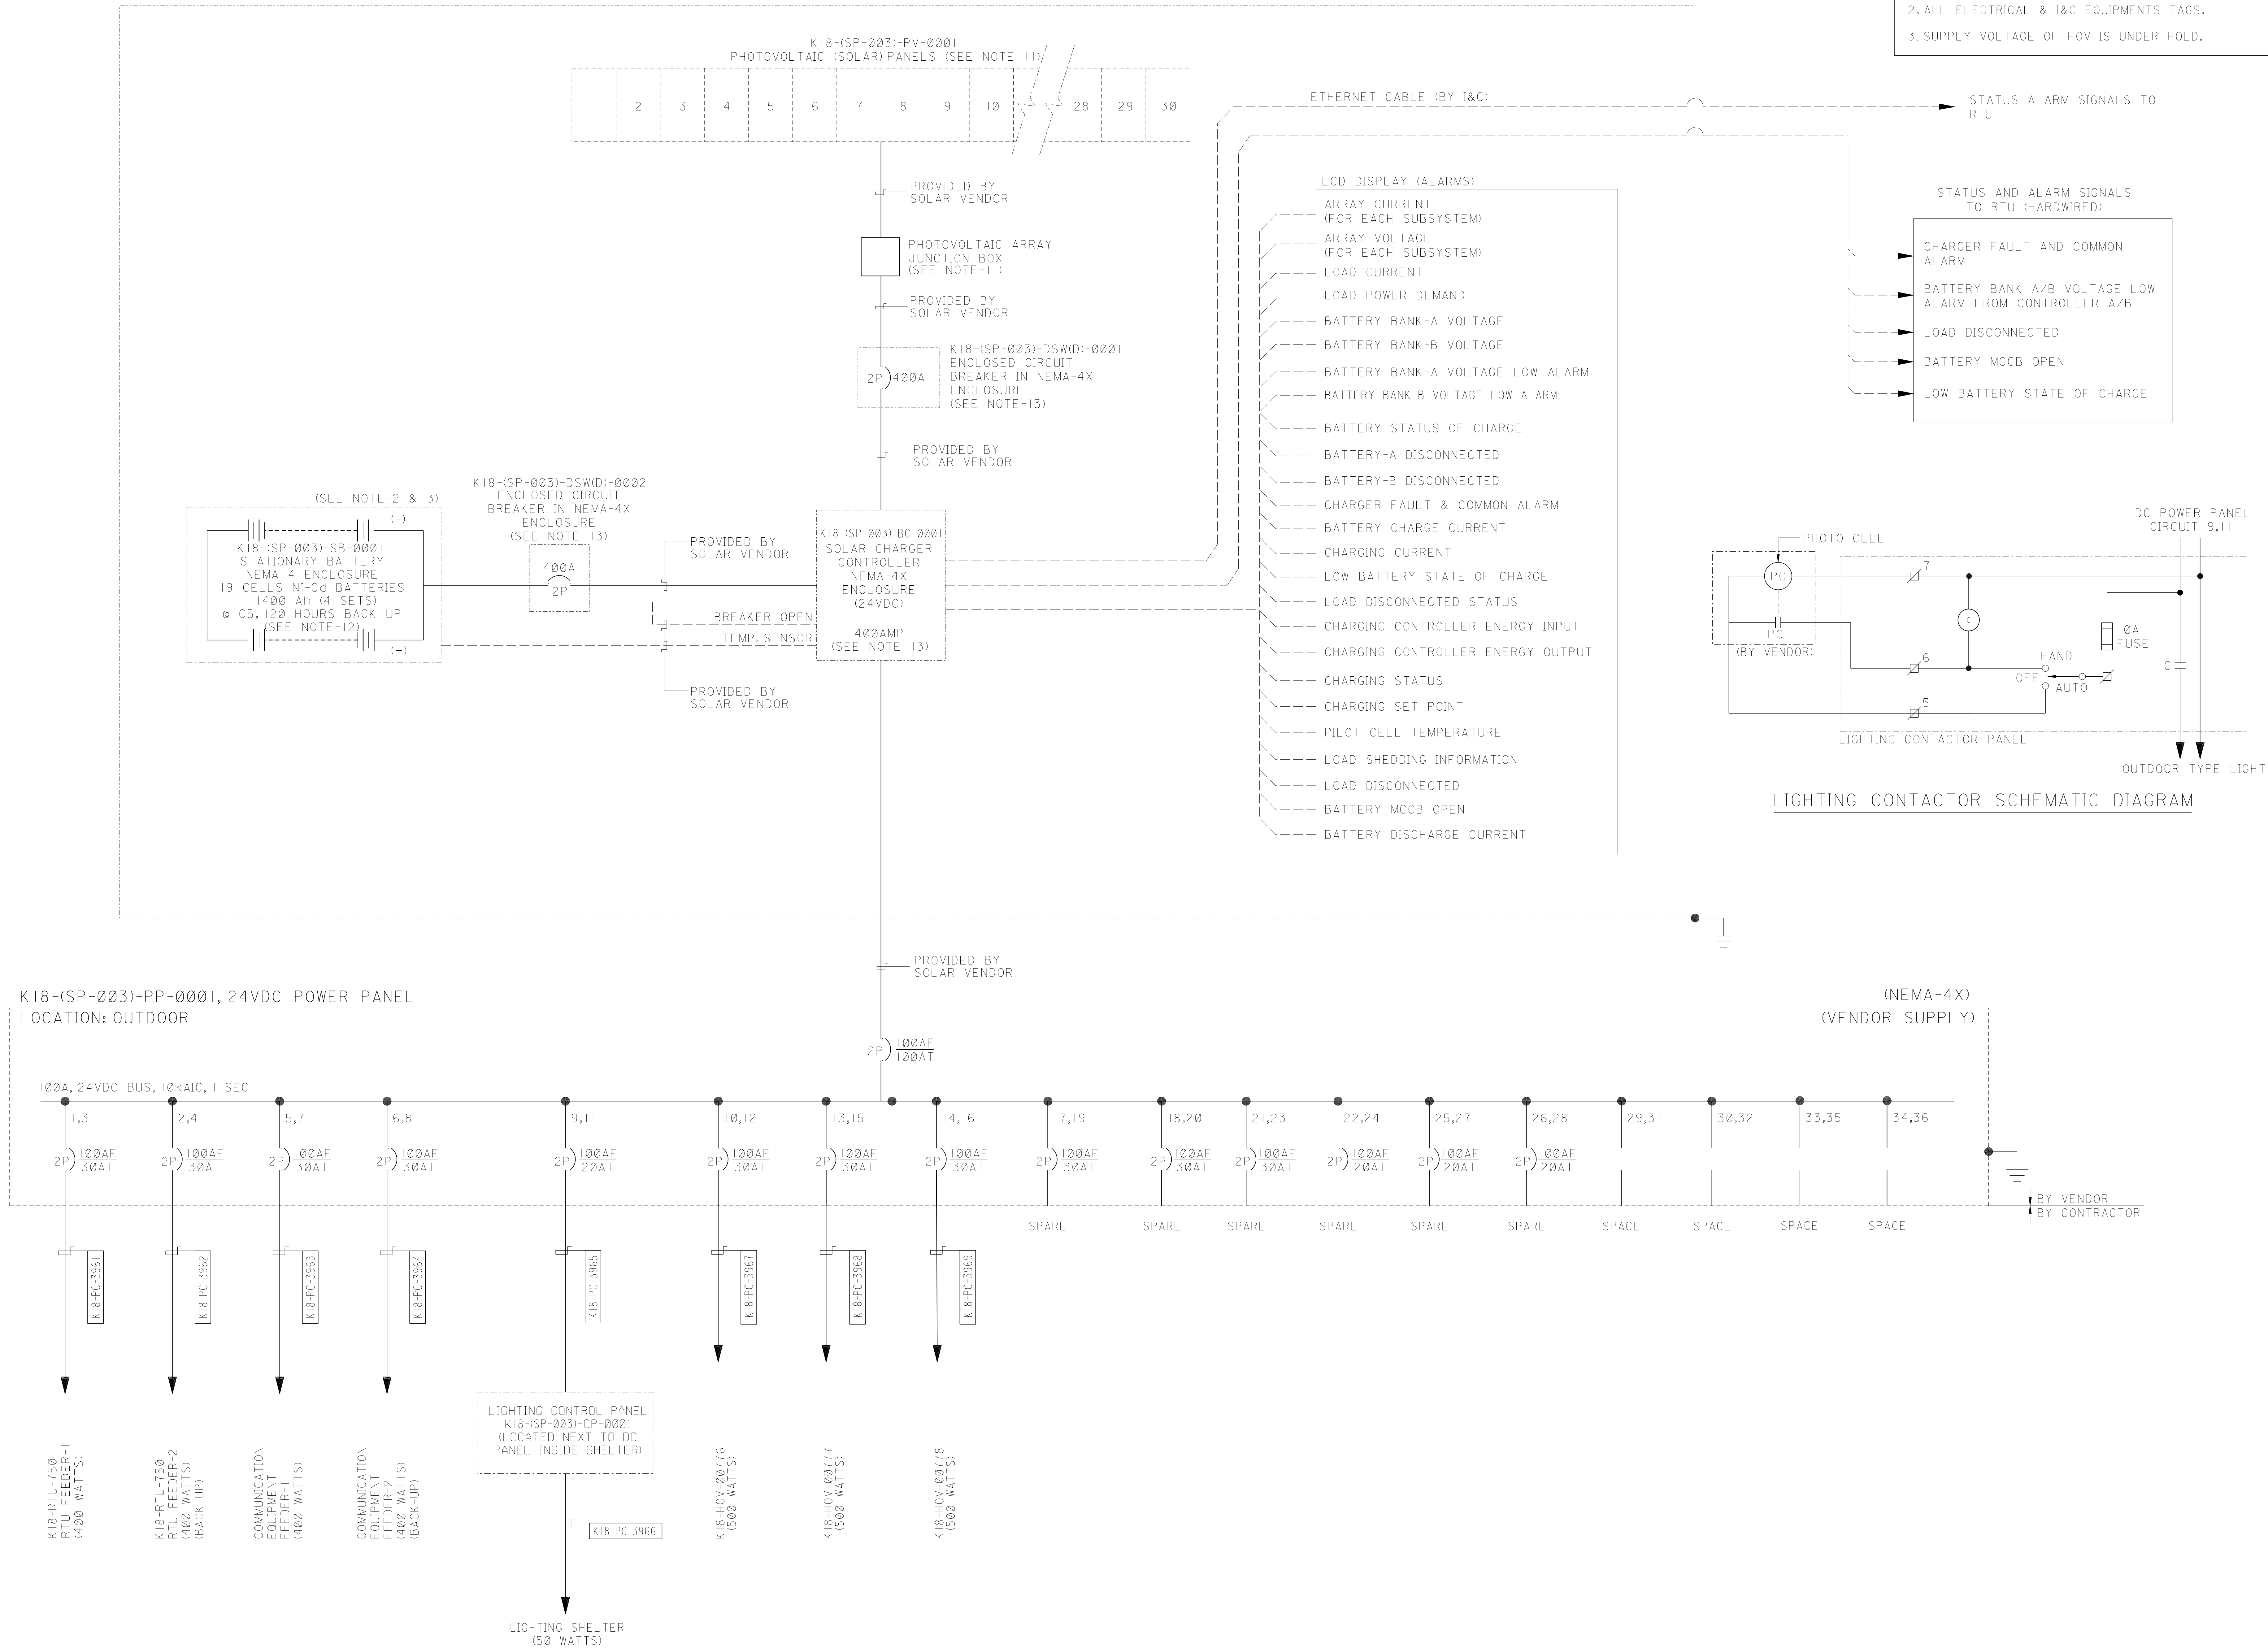 2. ALL ELECTRICAL & I&C EQUIPMENTS TAGS.
3. SUPPLY VOLTAGE OF HOV IS UNDER HOLD.
K18-(SP-003)-PV-0001
PHOTOVOLTAIC (SOLAR) PANELS (SEE NOTE 11)
1 2 3 4 5 6 7 8 9 10 28 29 30
ETHERNET CABLE (BY I&C)
STATUS ALARM SIGNALS TO
RTU
PROVIDED BY
SOLAR VENDOR
PHOTOVOLTAIC ARRAY
JUNCTION BOX
(SEE NOTE-11)
PROVIDED BY
SOLAR VENDOR
2P 400A
K18-(SP-003)-DSW(D)-0001
ENCLOSED CIRCUIT
BREAKER IN NEMA-4X
ENCLOSURE
(SEE NOTE-13)
PROVIDED BY
SOLAR VENDOR
LCD DISPLAY (ALARMS)
ARRAY CURRENT
(FOR EACH SUBSYSTEM)
ARRAY VOLTAGE
(FOR EACH SUBSYSTEM)
LOAD CURRENT
LOAD POWER DEMAND
BATTERY BANK-A VOLTAGE
BATTERY BANK-B VOLTAGE
BATTERY BANK-A VOLTAGE LOW ALARM
BATTERY BANK-B VOLTAGE LOW ALARM
BATTERY STATUS OF CHARGE
BATTERY-A DISCONNECTED
BATTERY-B DISCONNECTED
CHARGER FAULT & COMMON ALARM
BATTERY CHARGE CURRENT
CHARGING CURRENT
LOW BATTERY STATE OF CHARGE
LOAD DISCONNECTED STATUS
CHARGING CONTROLLER ENERGY INPUT
CHARGING CONTROLLER ENERGY OUTPUT
CHARGING STATUS
CHARGING SET POINT
PILOT CELL TEMPERATURE
LOAD SHEDDING INFORMATION
LOAD DISCONNECTED
BATTERY MCCB OPEN
BATTERY DISCHARGE CURRENT
STATUS AND ALARM SIGNALS
TO RTU (HARDWIRED)
CHARGER FAULT AND COMMON
ALARM
BATTERY BANK A/B VOLTAGE LOW
ALARM FROM CONTROLLER A/B
LOAD DISCONNECTED
BATTERY MCCB OPEN
LOW BATTERY STATE OF CHARGE
(SEE NOTE-2 & 3)
(-)
K18-(SP-003)-SB-0001
STATIONARY BATTERY
NEMA 4 ENCLOSURE
19 CELLS Ni-Cd BATTERIES
1400 Ah (4 SETS)
@ C5, 120 HOURS BACK UP
(SEE NOTE-12)
(+)
K18-(SP-003)-DSW(D)-0002
ENCLOSED CIRCUIT
BREAKER IN NEMA-4X
ENCLOSURE
(SEE NOTE 13)
400A
2P
PROVIDED BY
SOLAR VENDOR
BREAKER OPEN
TEMP. SENSOR
PROVIDED BY
SOLAR VENDOR
K18-(SP-003)-BC-0001
SOLAR CHARGER
CONTROLLER
NEMA-4X
ENCLOSURE
(24VDC)
400AMP
(SEE NOTE 13)
DC POWER PANEL
CIRCUIT 9,11
PHOTO CELL
PC
PC
(BY VENDOR)
7
6
5
C
HAND
OFF
AUTO
10A
FUSE
C
LIGHTING CONTACTOR PANEL
OUTDOOR TYPE LIGHT
LIGHTING CONTACTOR SCHEMATIC DIAGRAM
PROVIDED BY
SOLAR VENDOR
K18-(SP-003)-PP-0001, 24VDC POWER PANEL
LOCATION: OUTDOOR
(NEMA-4X)
(VENDOR SUPPLY)
2P 100AF
100AT
100A, 24VDC BUS, 10kAIC, 1 SEC
1,3 2,4 5,7 6,8 9,11 10,12 13,15 14,16 17,19 18,20 21,23 22,24 25,27 26,28 29,31 30,32 33,35 34,36
2P 100AF 2P 100AF 2P 100AF 2P 100AF 2P 100AF 2P 100AF 2P 100AF 2P 100AF 2P 100AF 2P 100AF 2P 100AF 2P 100AF 2P 100AF 2P 100AF
30AT 30AT 30AT 30AT 20AT 30AT 30AT 30AT 30AT 30AT 30AT 20AT 20AT 20AT
BY VENDOR
BY CONTRACTOR
SPARE SPARE SPARE SPARE SPARE SPARE SPACE SPACE SPACE SPACE
K18-PC-3961
K18-PC-3962
K18-PC-3963
K18-PC-3964
K18-PC-3965
K18-PC-3967
K18-PC-3968
K18-PC-3969
LIGHTING CONTROL PANEL
K18-(SP-003)-CP-0001
(LOCATED NEXT TO DC
PANEL INSIDE SHELTER)
K18-RTU-750
RTU FEEDER-1
(400 WATTS)
K18-RTU-750
RTU FEEDER-2
(400 WATTS)
(BACK-UP)
COMMUNICATION
EQUIPMENT
FEEDER-1
(400 WATTS)
COMMUNICATION
EQUIPMENT
FEEDER-2
(400 WATTS)
(BACK-UP)
K18-PC-3966
K18-HOV-00776
(500 WATTS)
K18-HOV-00777
(500 WATTS)
K18-HOV-00778
(500 WATTS)
LIGHTING SHELTER
(50 WATTS)